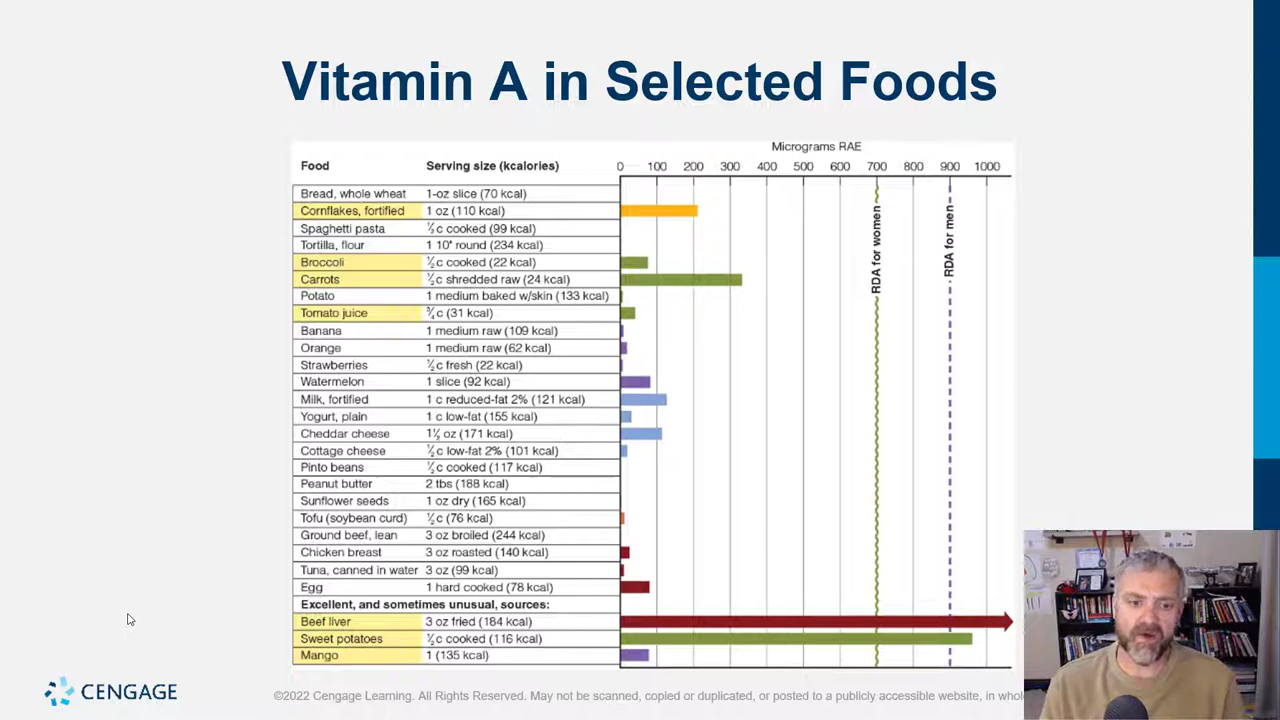 Vitamin A in Selected Foods
Micrograms RAE
Food Serving size (kcalories) 0 100 200 300 400 500 600 700 800 900 1000
Bread, whole wheat 1-oz slice (70 kcal)
Cornflakes, fortified 1 oz (110 kcal)
Spaghetti pasta ½ c cooked (99 kcal)
Tortilla, flour 1 10" round (234 kcal)
Broccoli ½ c cooked (22 kcal)
Carrots ½ c shredded raw (24 kcal)
Potato 1 medium baked w/skin (133 kcal)
Tomato juice ¾ c (31 kcal)
Banana 1 medium raw (109 kcal)
Orange 1 medium raw (62 kcal)
Strawberries ½ c fresh (22 kcal)
Watermelon 1 slice (92 kcal)
Milk, fortified 1 c reduced-fat 2% (121 kcal)
Yogurt, plain 1 c low-fat (155 kcal)
Cheddar cheese 1½ oz (171 kcal)
Cottage cheese ½ c low-fat 2% (101 kcal)
Pinto beans ½ c cooked (117 kcal)
Peanut butter 2 tbs (188 kcal)
Sunflower seeds 1 oz dry (165 kcal)
Tofu (soybean curd) ½ c (76 kcal)
Ground beef, lean 3 oz broiled (244 kcal)
Chicken breast 3 oz roasted (140 kcal)
Tuna, canned in water 3 oz (99 kcal)
Egg 1 hard cooked (78 kcal)
Excellent, and sometimes unusual, sources:
Beef liver 3 oz fried (184 kcal)
Sweet potatoes ½ c cooked (116 kcal)
Mango 1 (135 kcal)
RDA for women
RDA for men
CENGAGE
©2022 Cengage Learning. All Rights Reserved. May not be scanned, copied or duplicated, or posted to a publicly accessible website, in